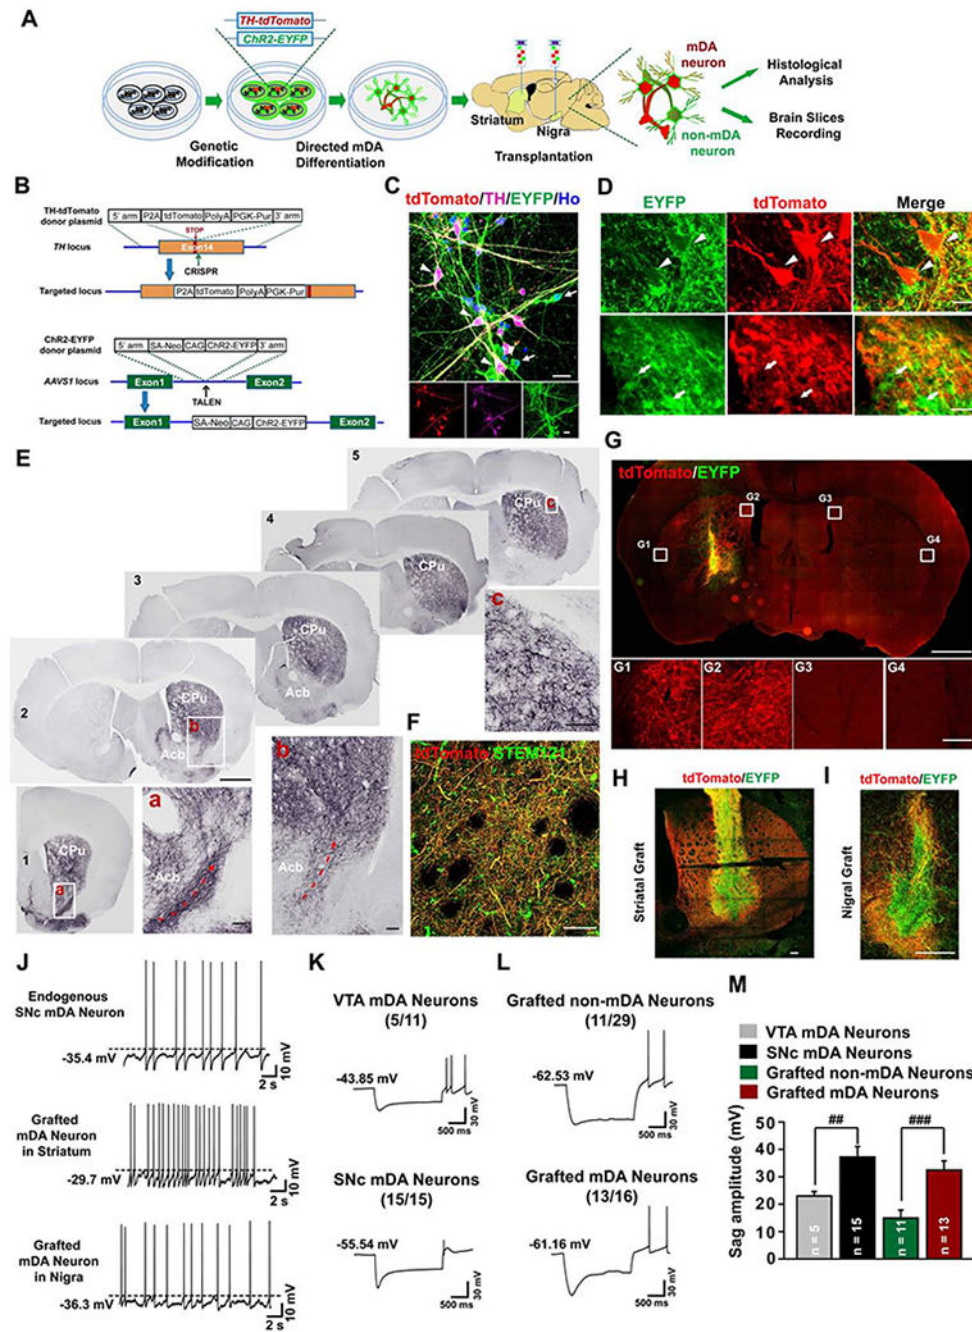 A
TH-tdTomato
ChR2-EYFP
mDA
neuron
Histological
Analysis
Striatum
Nigra
non-mDA
neuron
Brain Slices
Recording
Genetic
Modification
Directed mDA
Differentiation
Transplantation
B
TH-tdTomato
donor plasmid
5' arm P2A tdTomato PolyA PGK-Pur 3' arm
STOP
TH locus
Exon14
CRISPR
Targeted locus
P2A tdTomato PolyA PGK-Pur
ChR2-EYFP
donor plasmid
5' arm SA-Neo CAG ChR2-EYFP 3' arm
AAVS1 locus
Exon1
Exon2
TALEN
Targeted locus
Exon1
SA-Neo CAG ChR2-EYFP
Exon2
C
tdTomato/TH/EYFP/Ho
D
EYFP
tdTomato
Merge
E
5
CPu
c
4
CPu
3
CPu
Acb
c
2
CPu
b
Acb
1
CPu
a
a
Acb
b
Acb
F
tdTomato/STEM121
G
tdTomato/EYFP
G1
G2
G3
G4
G1
G2
G3
G4
H
tdTomato/EYFP
Striatal Graft
I
tdTomato/EYFP
Nigral Graft
J
Endogenous
SNc mDA Neuron
-35.4 mV
2 s
10 mV
Grafted
mDA Neuron
in Striatum
-29.7 mV
2 s
10 mV
Grafted
mDA Neuron
in Nigra
-36.3 mV
2 s
10 mV
K
VTA mDA Neurons
(5/11)
-43.85 mV
500 ms
30 mV
SNc mDA Neurons
(15/15)
-55.54 mV
500 ms
30 mV
L
Grafted non-mDA Neurons
(11/29)
-62.53 mV
500 ms
30 mV
Grafted mDA Neurons
(13/16)
-61.16 mV
500 ms
30 mV
M
VTA mDA Neurons
SNc mDA Neurons
Grafted non-mDA Neurons
Grafted mDA Neurons
Sag amplitude (mV)
50
40
30
20
10
0
##
###
n = 5
n = 15
n = 11
n = 13